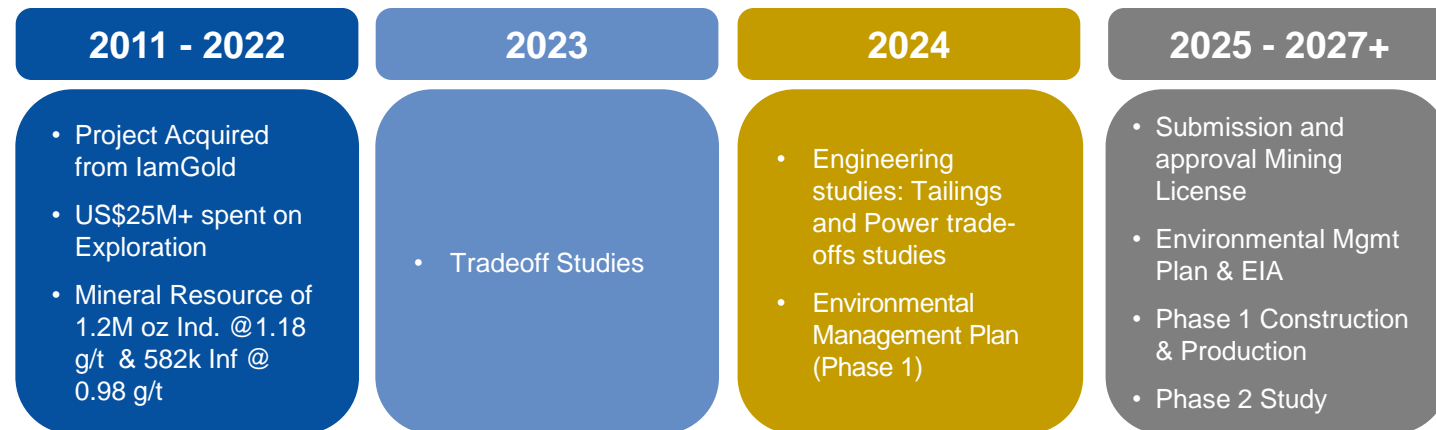 2011 - 2022
• Project Acquired
from IamGold
• US$25M+ spent on
Exploration
• Mineral Resource of
1.2M oz Ind. @1.18
g/t & 582k Inf @
0.98 g/t
2023
• Tradeoff Studies
2024
• Engineering
studies: Tailings
and Power trade-
offs studies
• Environmental
Management Plan
(Phase 1)
2025 - 2027+
• Submission and
approval Mining
License
• Environmental Mgmt
Plan & EIA
• Phase 1 Construction
& Production
• Phase 2 Study